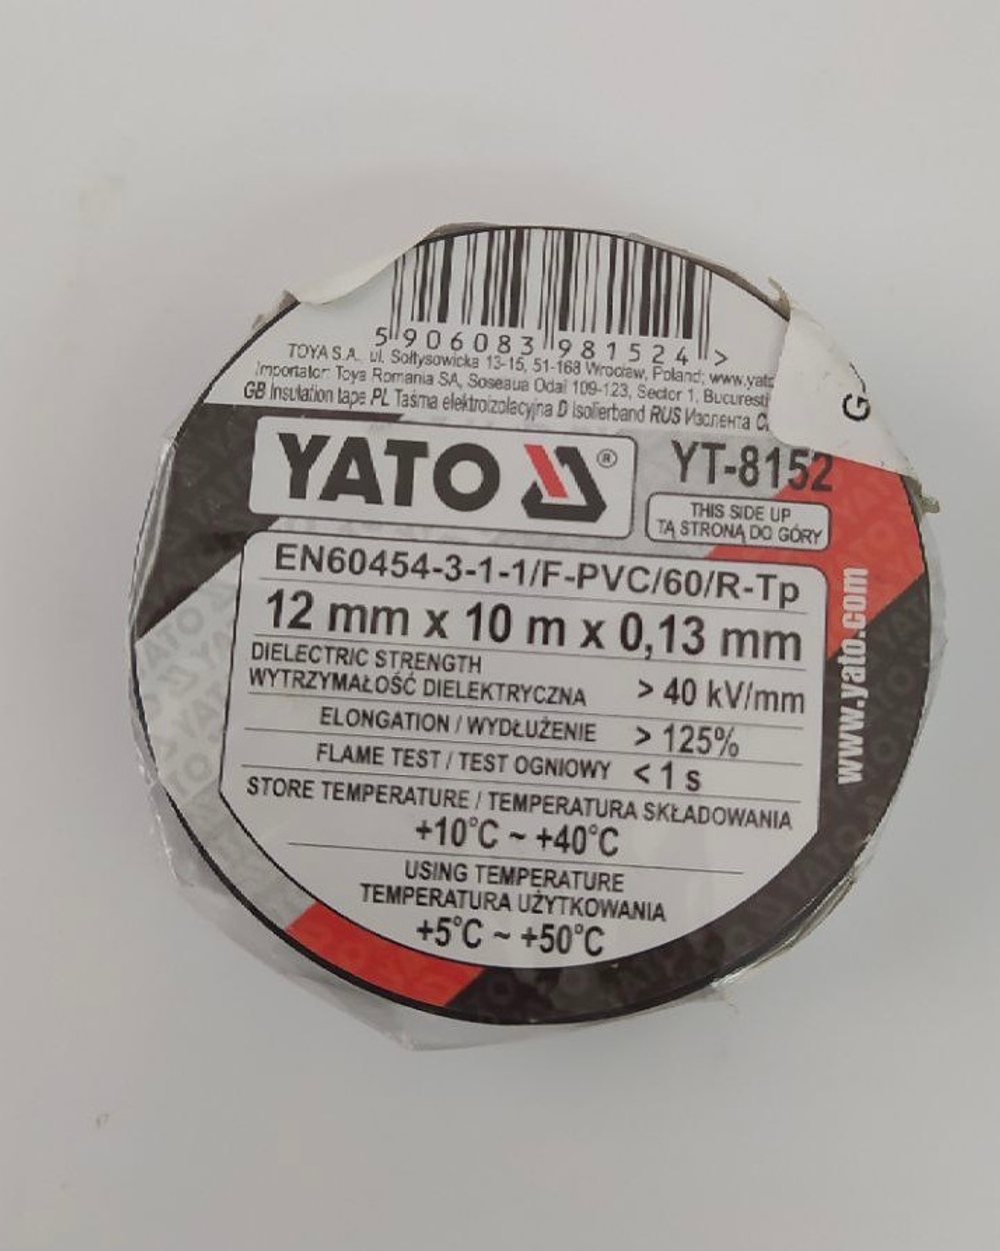 5 906083 981524 >
TOYA S.A. ul. Sołtysowicka 13-15, 51-168 Wrocław, Poland; www.yato
Importator: Toya Romania SA, Soseaua Odai 109-123, Sector 1, Bucuresti
GB Insulation tape PL Taśma elektroizolacyjna D Isolierband RUS Изолента
G
YATO ®
YT-8152
THIS SIDE UP
TĄ STRONĄ DO GÓRY
EN60454-3-1-1/F-PVC/60/R-Tp
12 mm x 10 m x 0,13 mm
DIELECTRIC STRENGTH
WYTRZYMAŁOŚĆ DIELEKTRYCZNA > 40 kV/mm
ELONGATION / WYDŁUŻENIE > 125%
FLAME TEST / TEST OGNIOWY < 1 s
STORE TEMPERATURE / TEMPERATURA SKŁADOWANIA
+10°C ~ +40°C
USING TEMPERATURE
TEMPERATURA UŻYTKOWANIA
+5°C ~ +50°C
www.yato.com